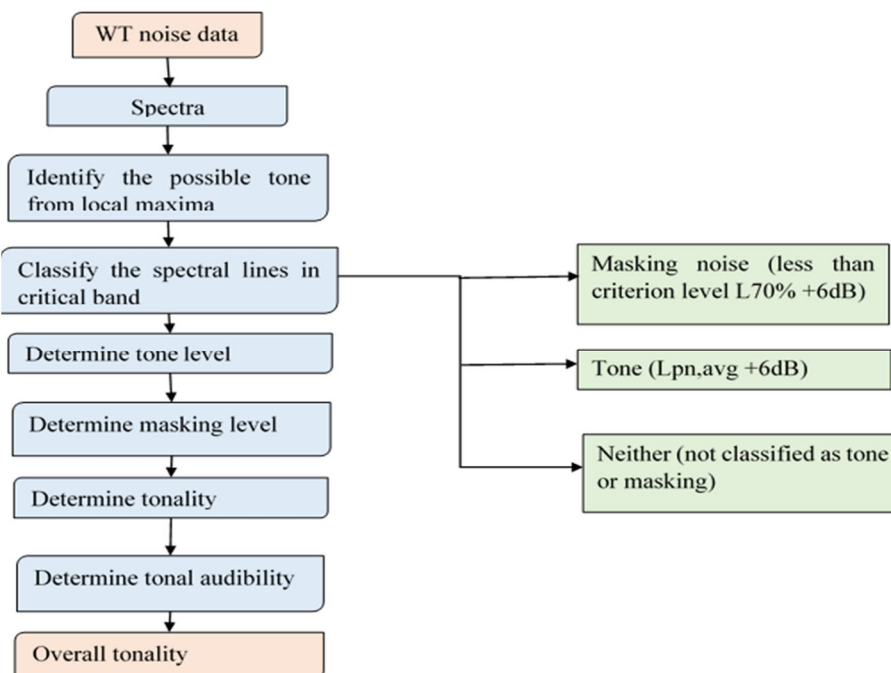 WT noise data
Spectra
Identify the possible tone
from local maxima
Classify the spectral lines in
critical band
Masking noise (less than
criterion level L70% +6dB)
Determine tone level
Tone (Lpn,avg +6dB)
Determine masking level
Neither (not classified as tone
or masking)
Determine tonality
Determine tonal audibility
Overall tonality